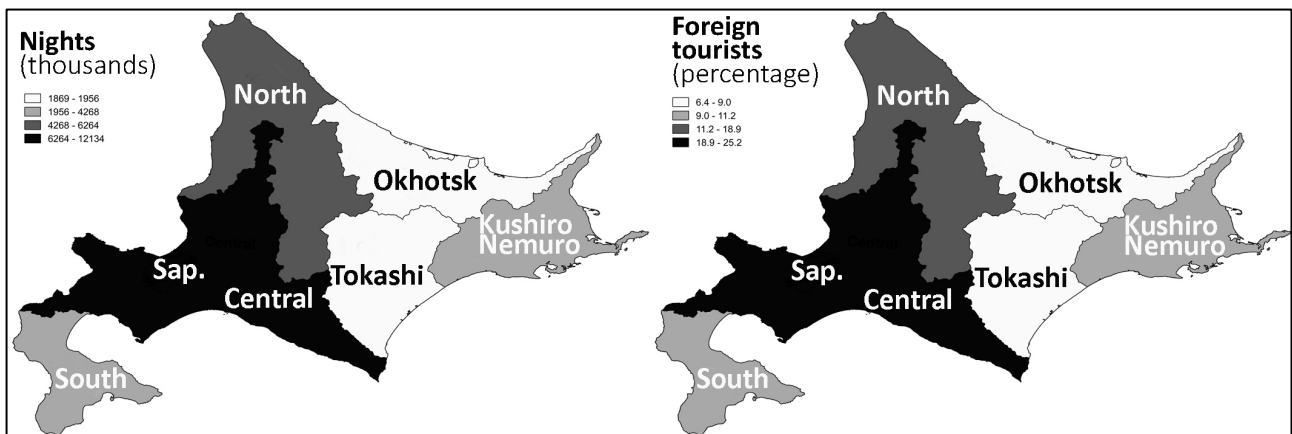 Nights
(thousands)
1869 - 1956
1956 - 4268
4268 - 6264
6264 - 12134
North
Okhotsk
Kushiro
Nemuro
Central
Sap.
Tokashi
Central
South
Foreign
tourists
(percentage)
6.4 - 9.0
9.0 - 11.2
11.2 - 18.9
18.9 - 25.2
North
Okhotsk
Kushiro
Nemuro
Central
Sap.
Tokashi
Central
South